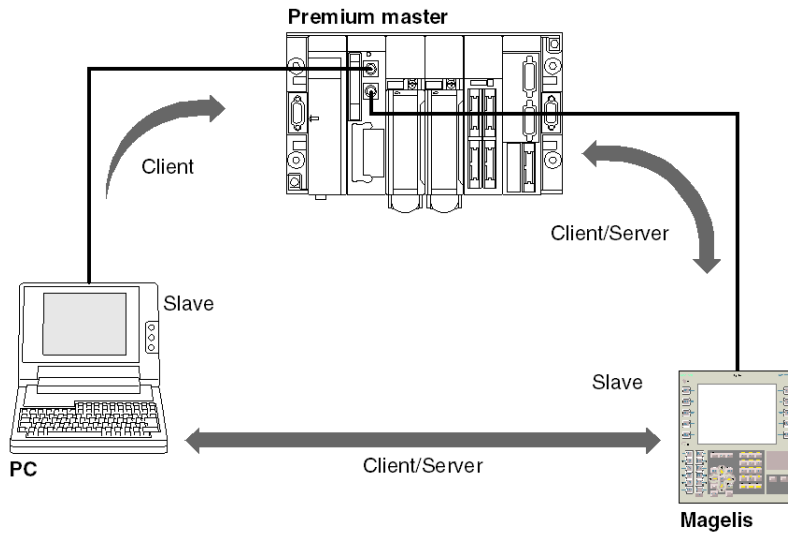 Premium master
Client
Client/Server
Slave
Slave
Client/Server
PC
Magelis